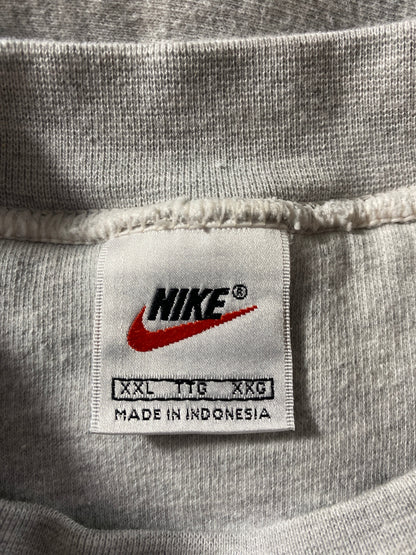 NIKE®
XXL TTG XXG
MADE IN INDONESIA